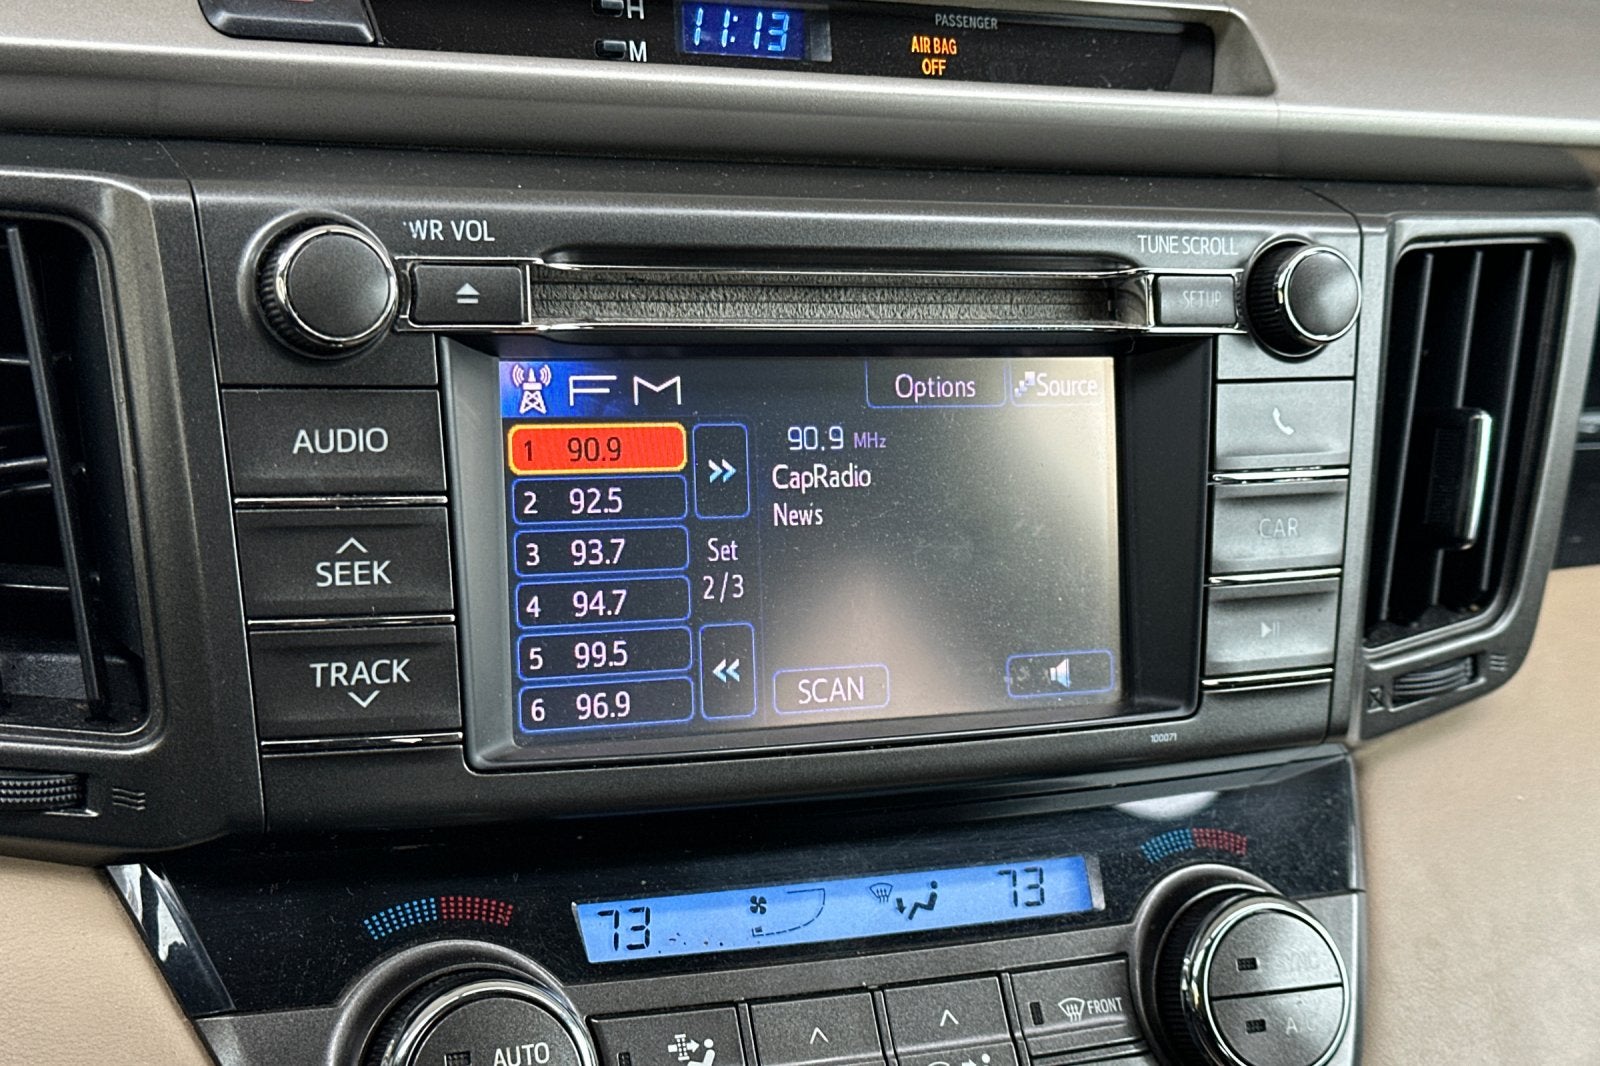 H
11:13
PASSENGER
M
AIR BAG
OFF
WR VOL
TUNE SCROLL
SETUP
FM
Options
Source
AUDIO
1 90.9
90.9 MHz
CapRadio
2 92.5
News
CAR
3 93.7
Set
SEEK
4 94.7
2/3
5 99.5
TRACK
6 96.9
SCAN
100071
73
73
AUTO
FRONT